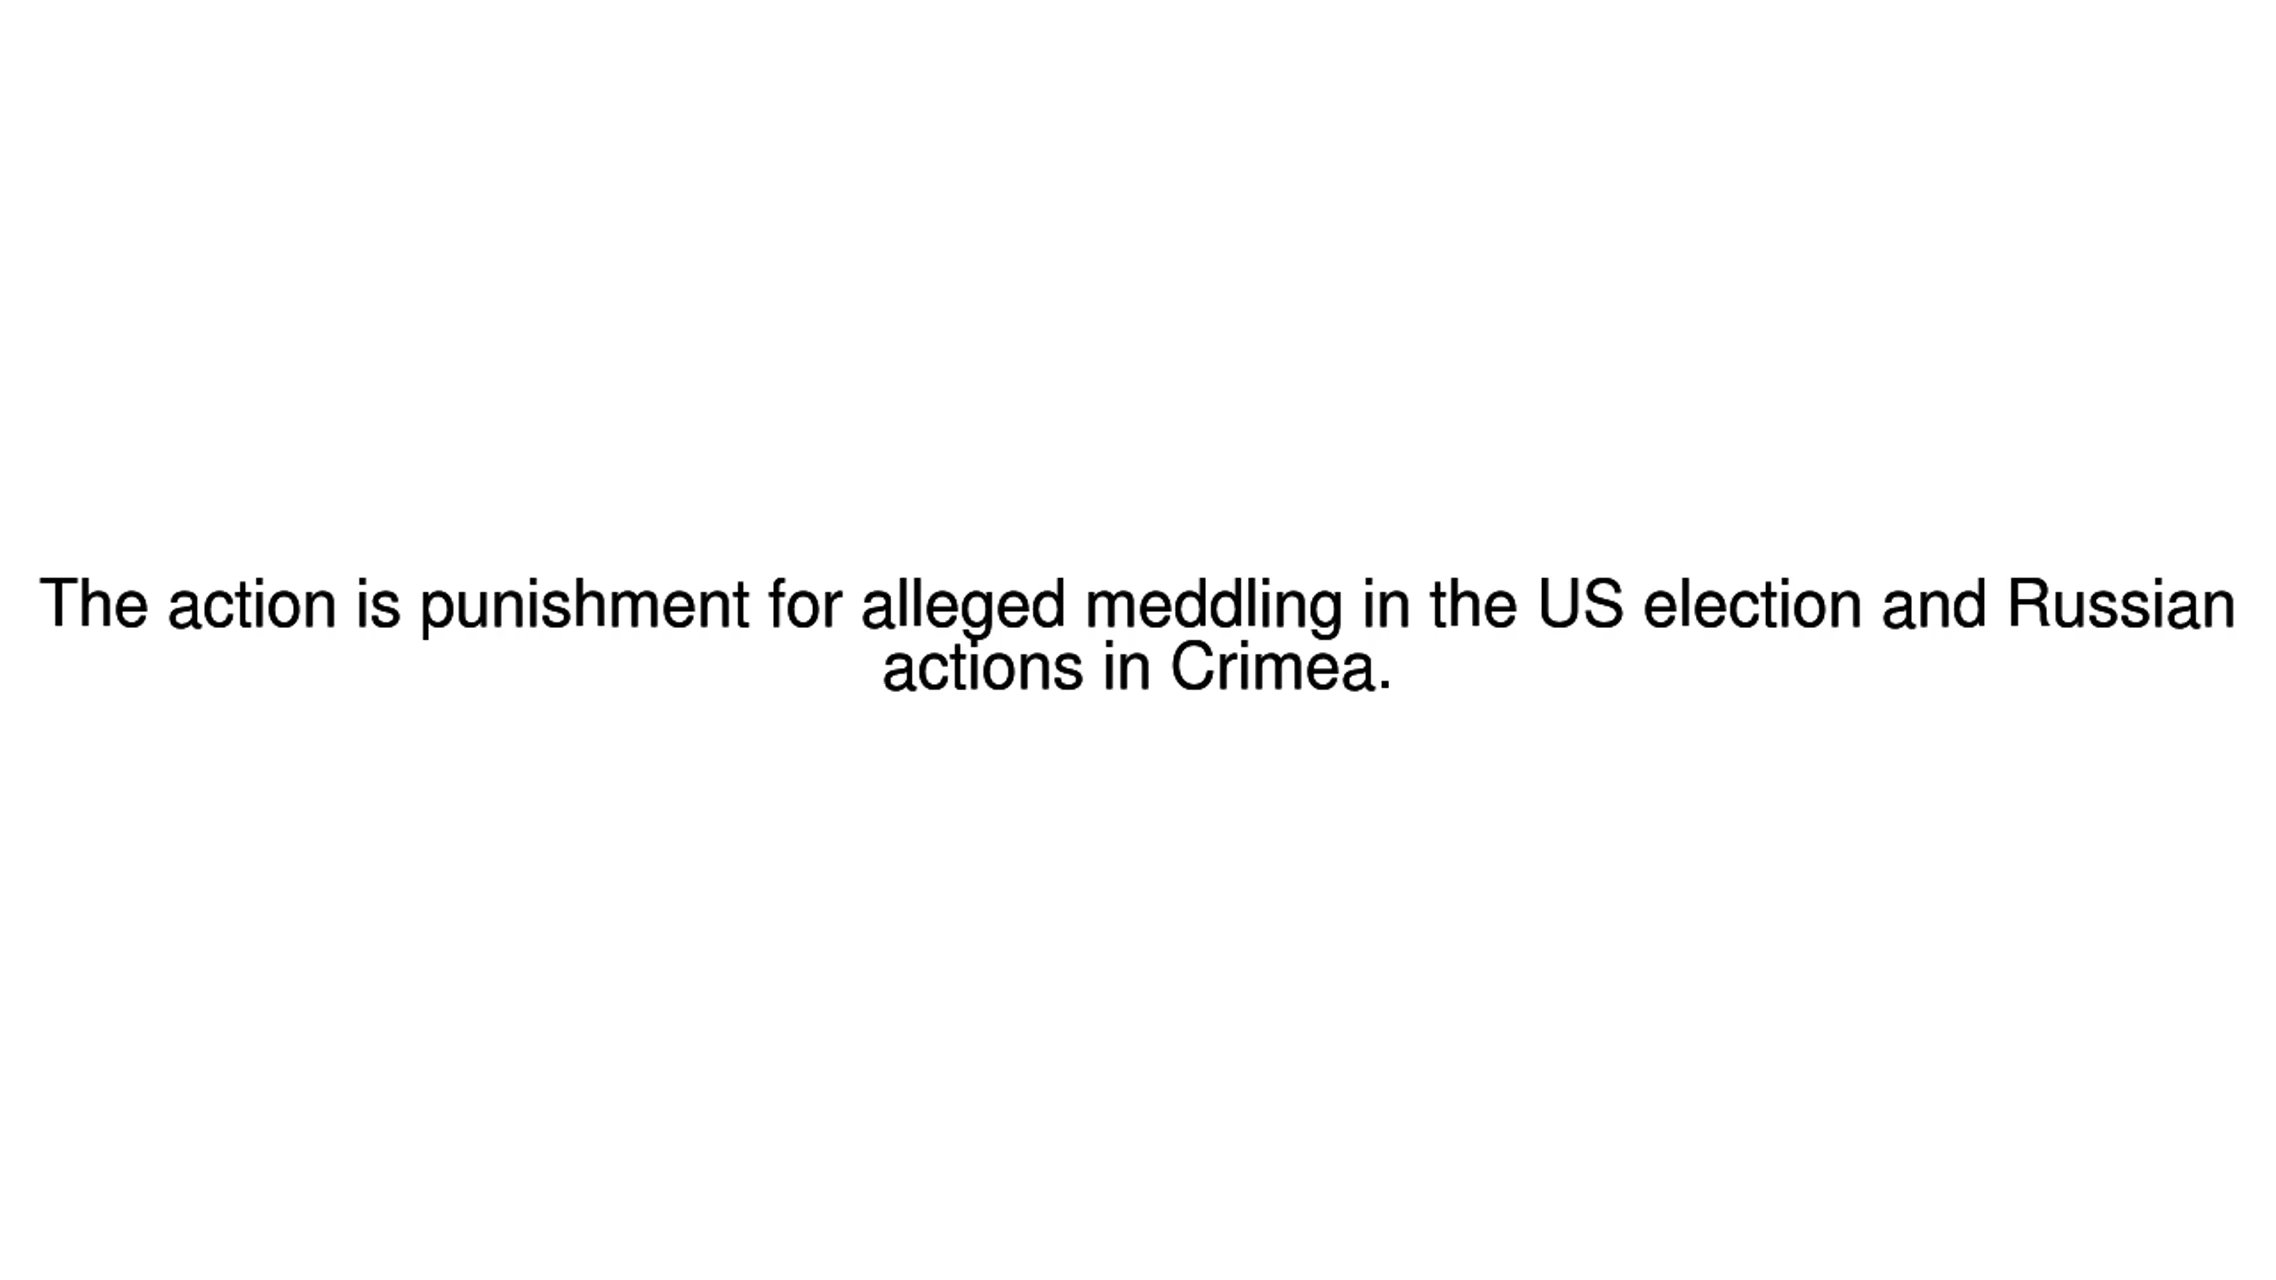 The action is punishment for alleged meddling in the US election and Russian
actions in Crimea.